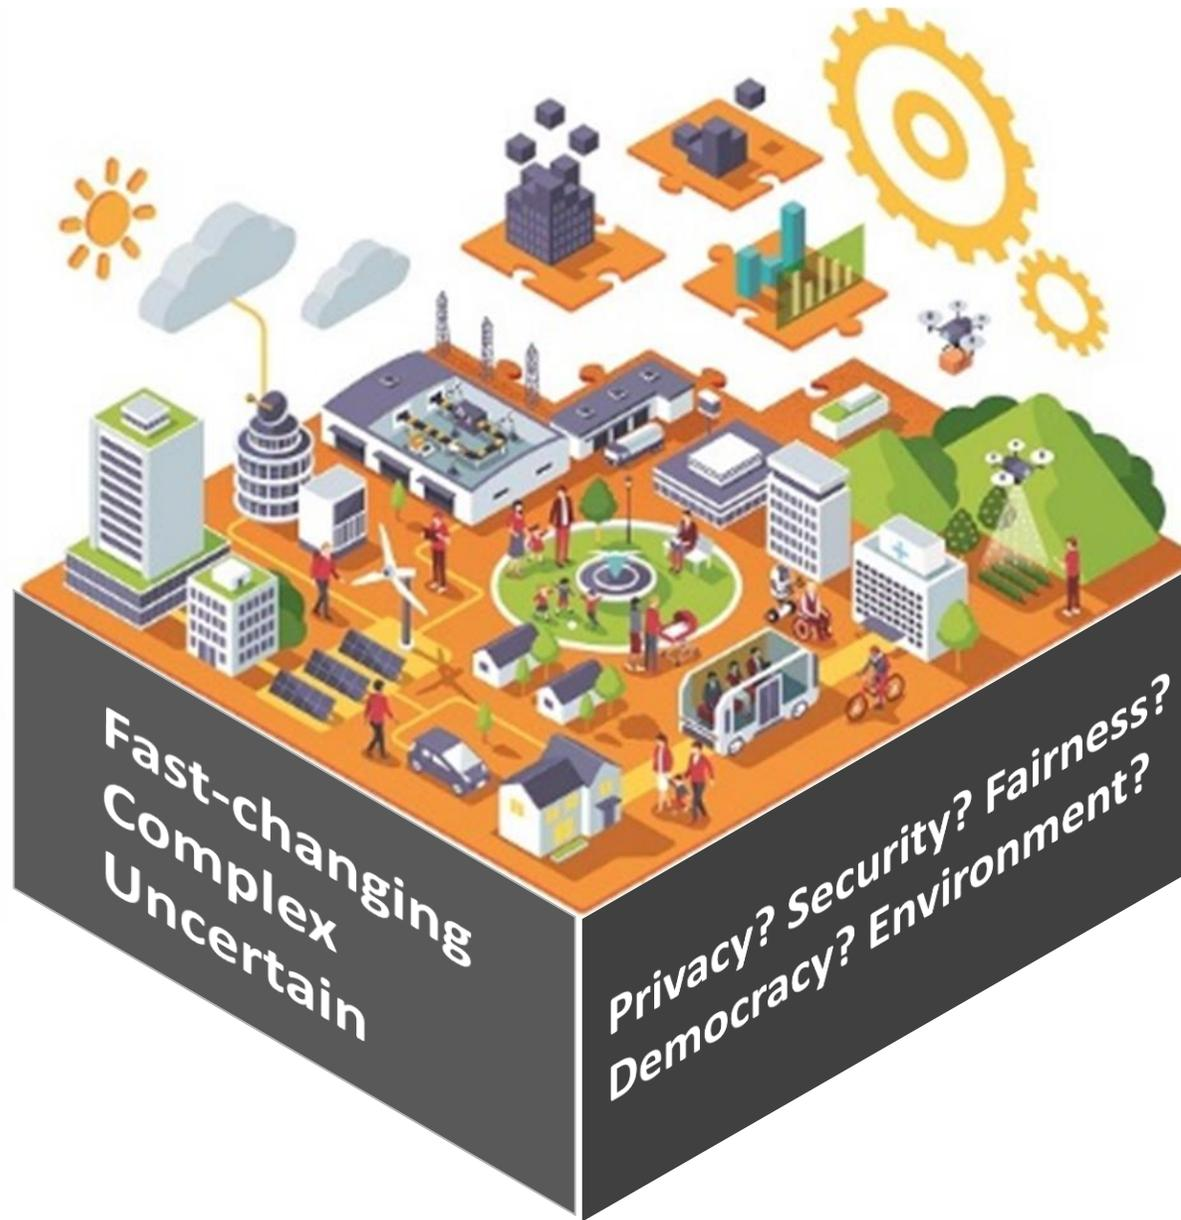 Fast-changing
Complex
Uncertain
Privacy? Security? Fairness?
Democracy? Environment?